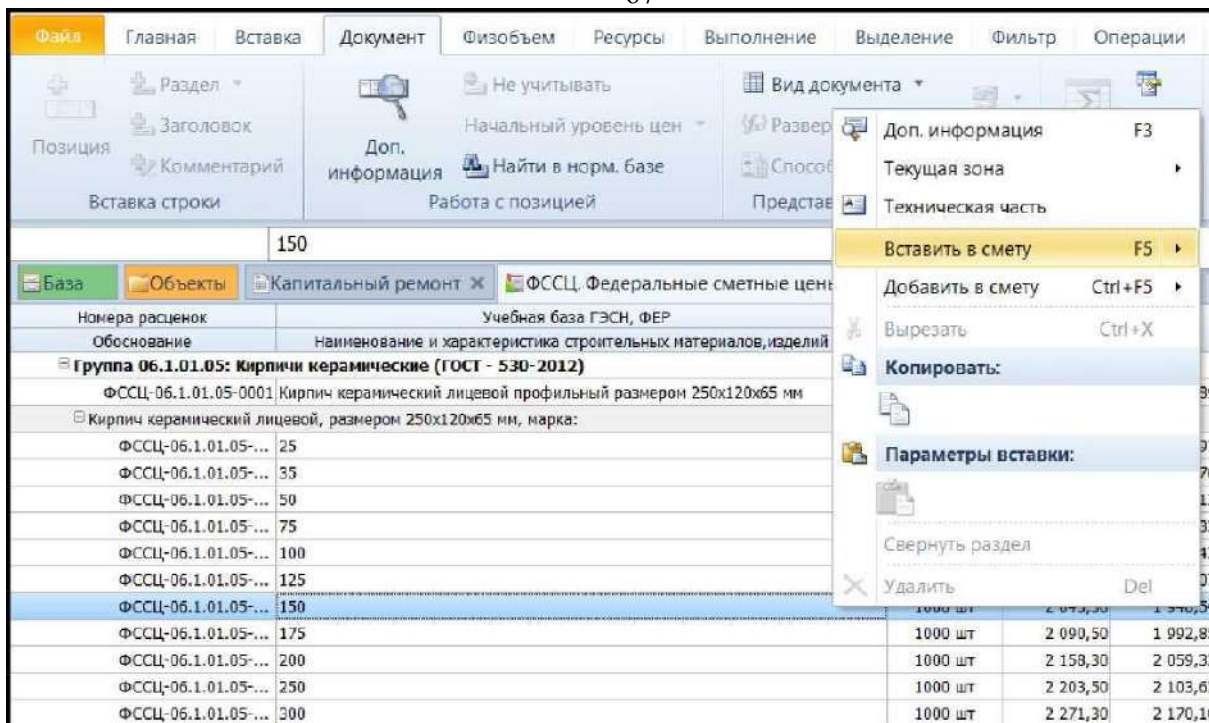 Файл Главная Вставка Документ Физобъем Ресурсы Выполнение Выделение Фильтр Операции
Позиция
Раздел
Заголовок
Комментарий
Вставка строки
Доп. информация
Не учитывать
Начальный уровень цен
Найти в норм. базе
Работа с позицией
Вид документа
150
База Объекты Капитальный ремонт ФССЦ. Федеральные сметные цены
Номера расценок Учебная база ГЭСН, ФЕР
Обоснование Наименование и характеристика строительных материалов,изделий
Группа 06.1.01.05: Кирпичи керамические (ГОСТ - 530-2012)
ФССЦ-06.1.01.05-0001 Кирпич керамический лицевой профильный размером 250х120х65 мм
Кирпич керамический лицевой, размером 250х120х65 мм, марка:
ФССЦ-06.1.01.05-... 25
ФССЦ-06.1.01.05-... 35
ФССЦ-06.1.01.05-... 50
ФССЦ-06.1.01.05-... 75
ФССЦ-06.1.01.05-... 100
ФССЦ-06.1.01.05-... 125
ФССЦ-06.1.01.05-... 150
ФССЦ-06.1.01.05-... 175 1000 шт 2 090,50 1 992,8
ФССЦ-06.1.01.05-... 200 1000 шт 2 158,30 2 059,3
ФССЦ-06.1.01.05-... 250 1000 шт 2 203,50 2 103,6
ФССЦ-06.1.01.05-... 300 1000 шт 2 271,30 2 170,1
Доп. информация F3
Текущая зона
Техническая часть
Вставить в смету F5
Добавить в смету Ctrl+F5
Вырезать Ctrl+X
Копировать:
Параметры вставки:
Свернуть раздел
Удалить Del